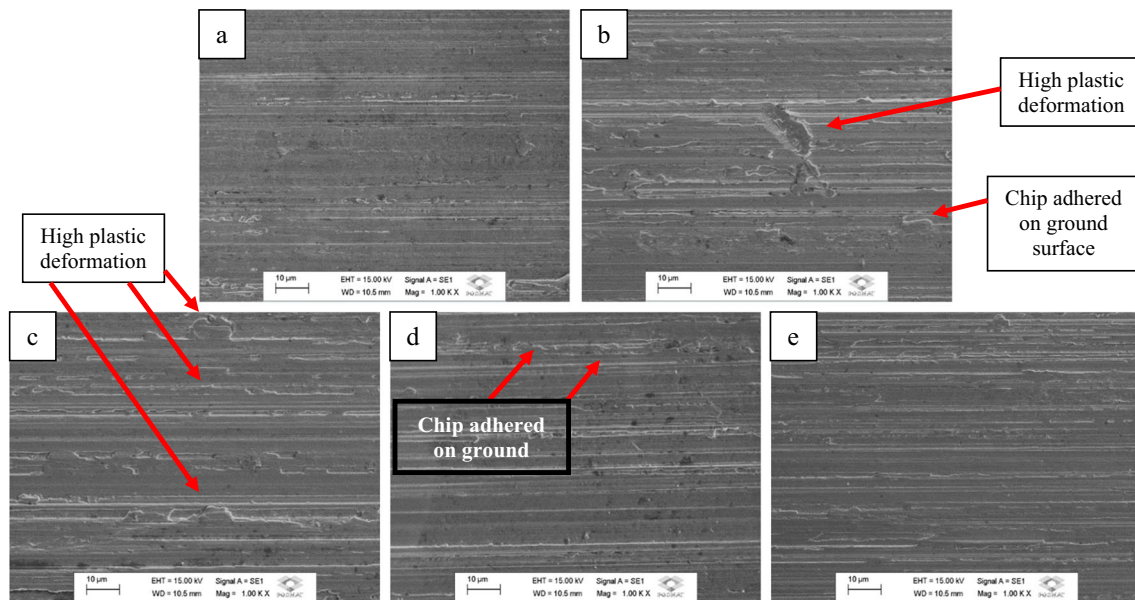 a
b
High plastic
deformation
Chip adhered
on ground
surface
High plastic
deformation
10 µm
EHT = 15.00 kV
Signal A = SE1
WD = 10.5 mm
Mag = 1.00 K X
10 µm
EHT = 15.00 kV
Signal A = SE1
WD = 10.5 mm
Mag = 1.00 K X
c
d
e
Chip adhered
on ground
10 µm
EHT = 15.00 kV
Signal A = SE1
WD = 10.5 mm
Mag = 1.00 K X
10 µm
EHT = 15.00 kV
Signal A = SE1
WD = 10.5 mm
Mag = 1.00 K X
10 µm
EHT = 15.00 kV
Signal A = SE1
WD = 10.5 mm
Mag = 1.00 K X